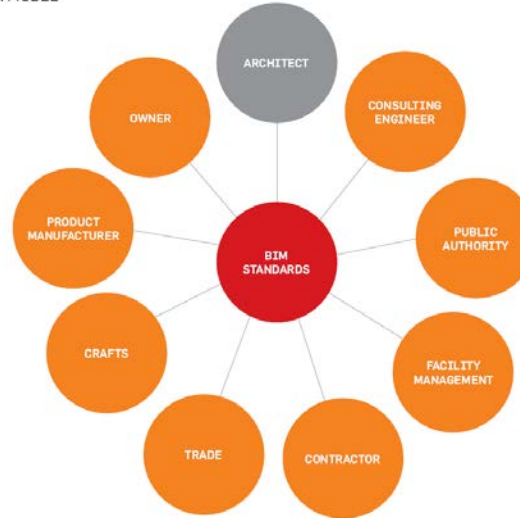 ARCHITECT
CONSULTING
ENGINEER
OWNER
PUBLIC
AUTHORITY
PRODUCT
MANUFACTURER
BIM
STANDARDS
FACILITY
MANAGEMENT
CRAFTS
TRADE
CONTRACTOR